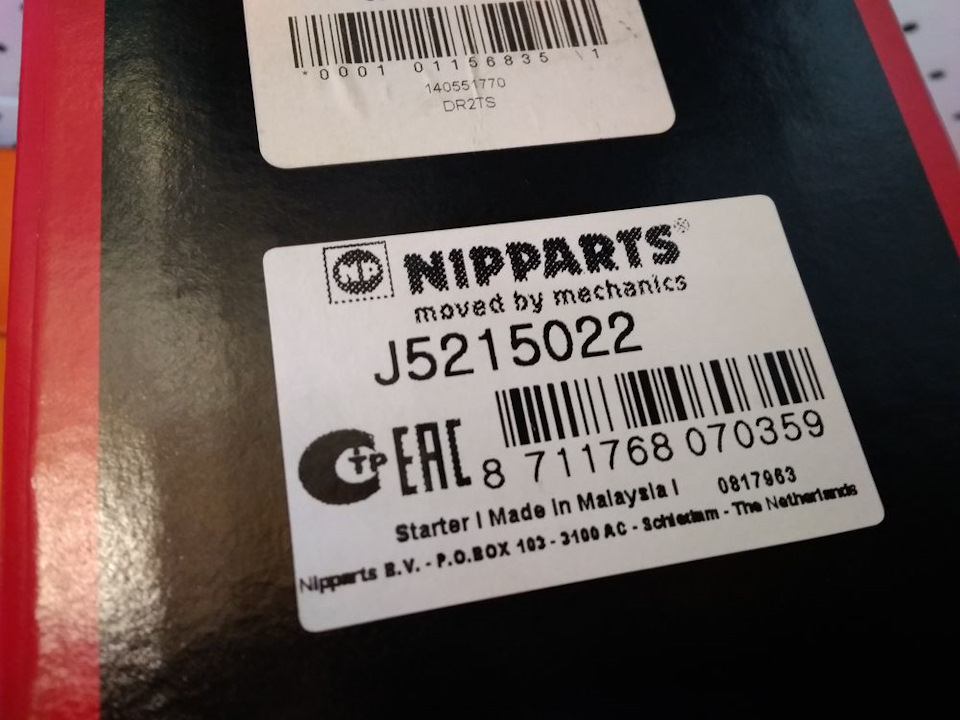 *0001 01156835 \ 1
140551770
DR2TS
NIPPARTS®
moved by mechanics
J5215022
TP EAC 8 711768 070359
Starter | Made in Malaysia | 0817963
Nipparts B.V. - P.O.BOX 103 - 3100 AC - Schiedam - The Netherlands